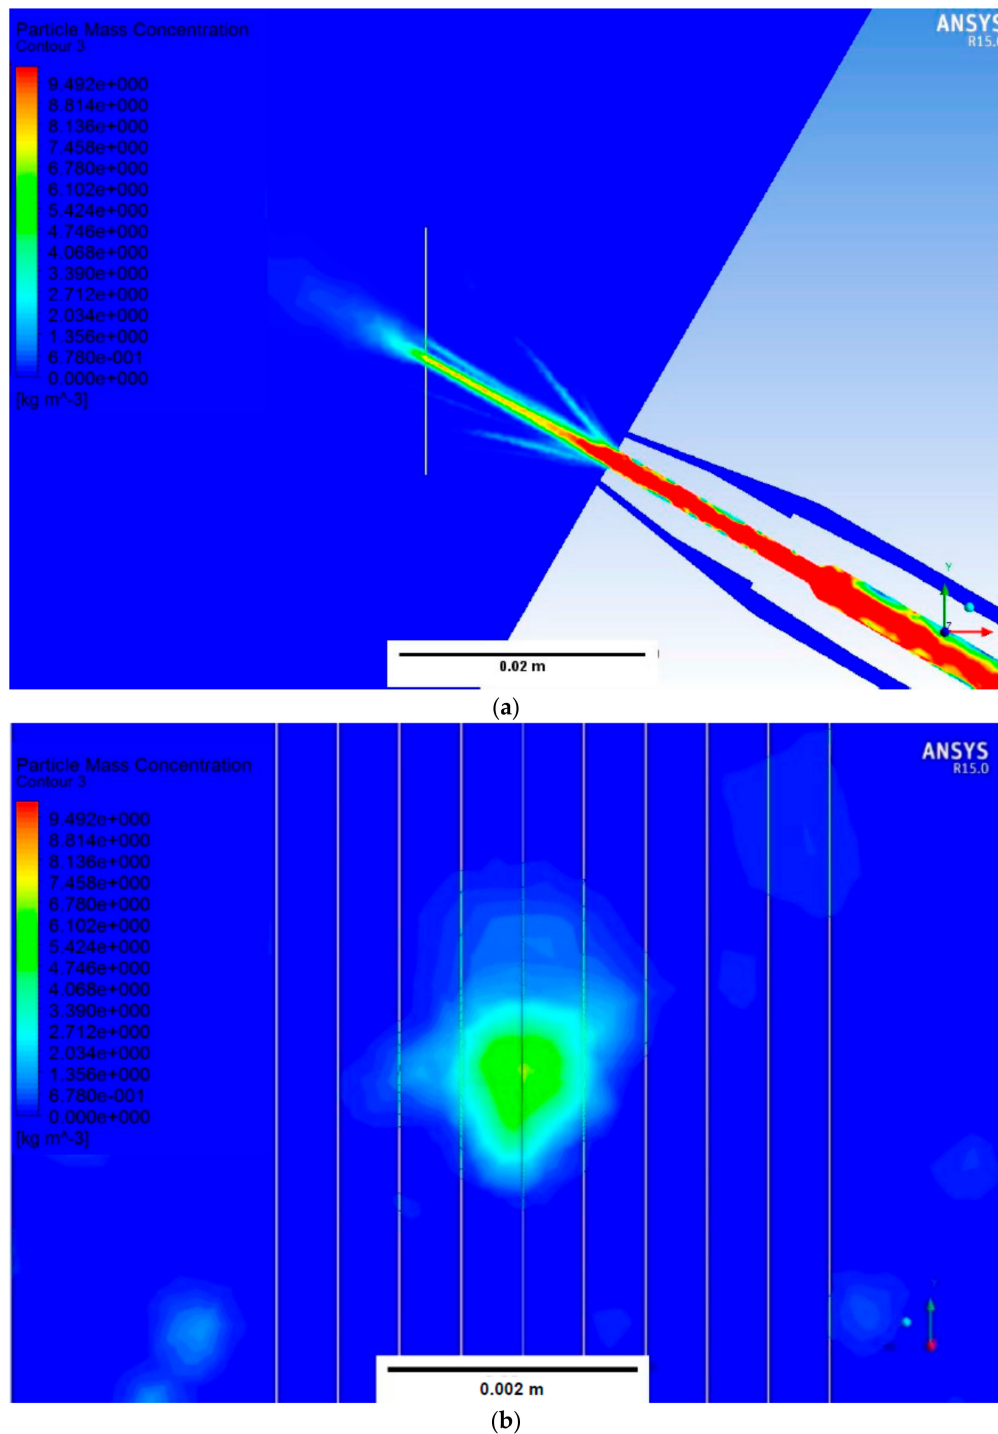 Particle Mass Concentration
Contour 3
9.492e+000
8.814e+000
8.136e+000
7.458e+000
6.780e+000
6.102e+000
5.424e+000
4.746e+000
4.068e+000
3.390e+000
2.712e+000
2.034e+000
1.356e+000
6.780e-001
0.000e+000
[kg m^-3]
ANSYS
R15.0
Y
Z
0.02 m
(a)
Particle Mass Concentration
Contour 3
9.492e+000
8.814e+000
8.136e+000
7.458e+000
6.780e+000
6.102e+000
5.424e+000
4.746e+000
4.068e+000
3.390e+000
2.712e+000
2.034e+000
1.356e+000
6.780e-001
0.000e+000
[kg m^-3]
ANSYS
R15.0
Y
0.002 m
(b)